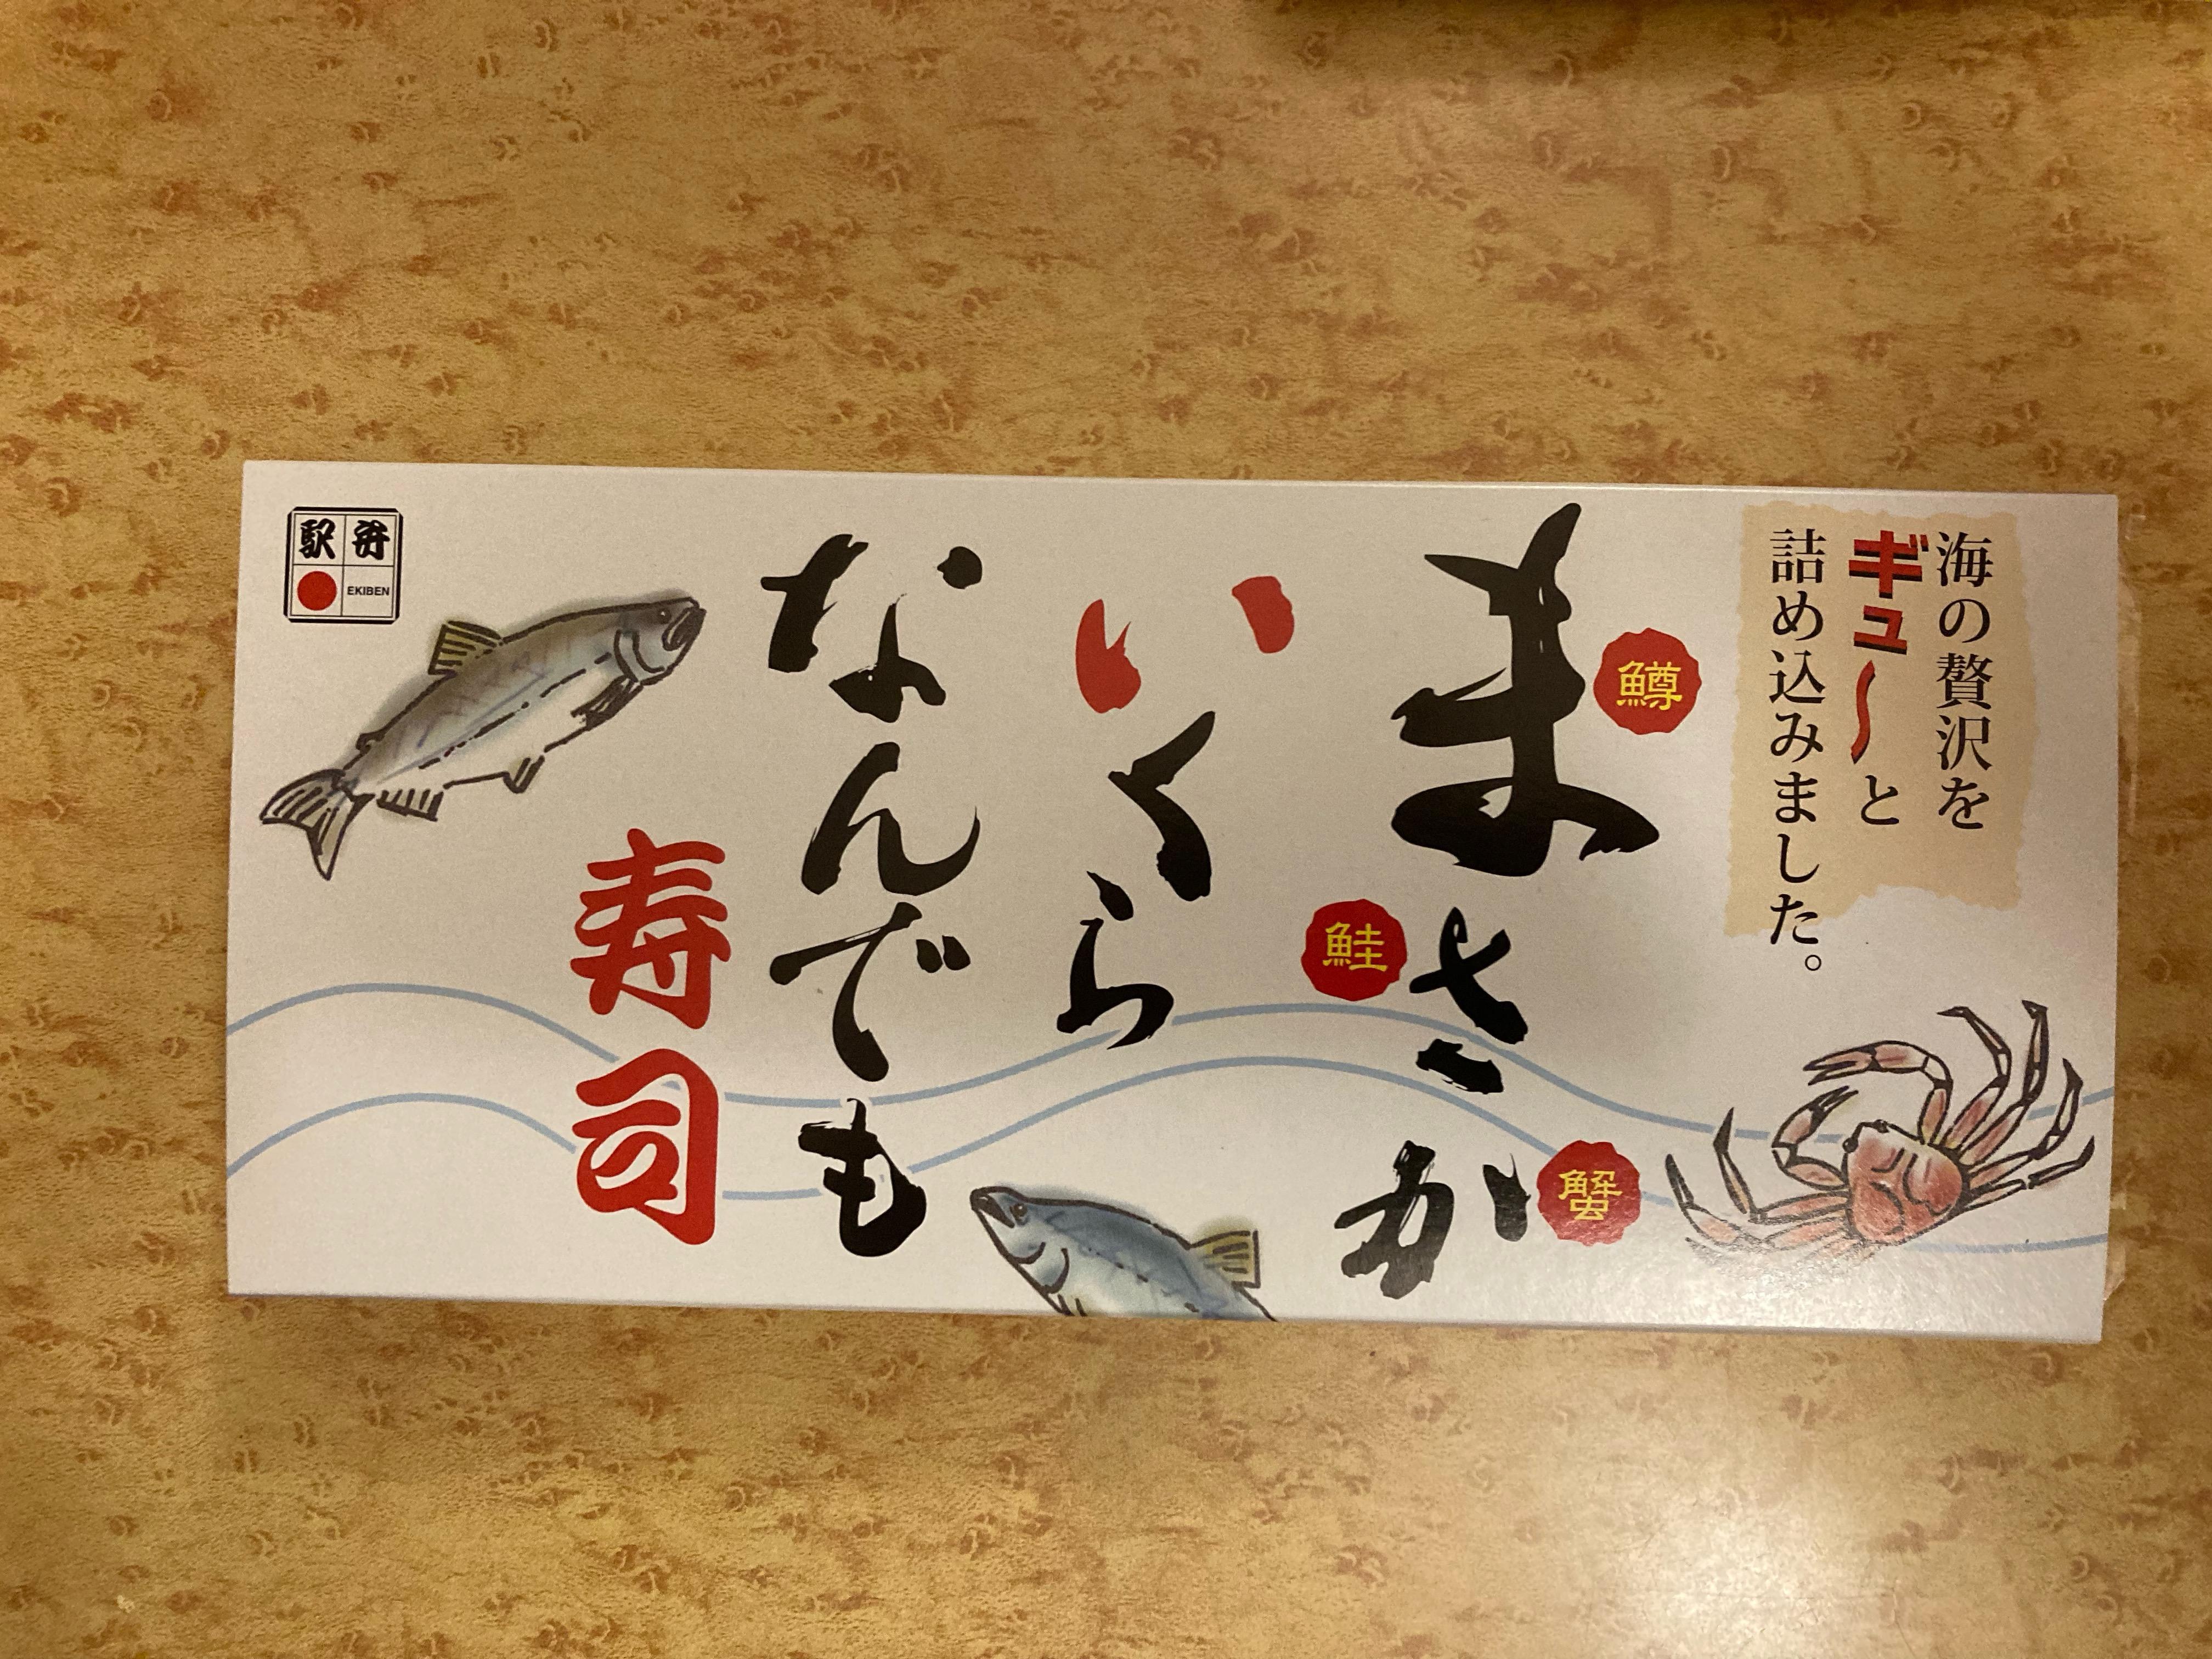 海の贅沢を
ギュ〜と
詰め込みました。
まさか
鱒
鮭
蟹
いくら
なんでも
寿司
駅弁
EKIBEN